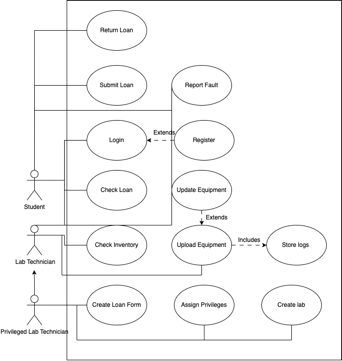 Return Loan
Submit Loan
Report Fault
Login
Extends
Register
Check Loan
Update Equipment
Student
Extends
Check Inventory
Upload Equipment
Includes
Store logs
Lab Technician
Create Loan Form
Assign Privileges
Create lab
Privileged Lab Technician